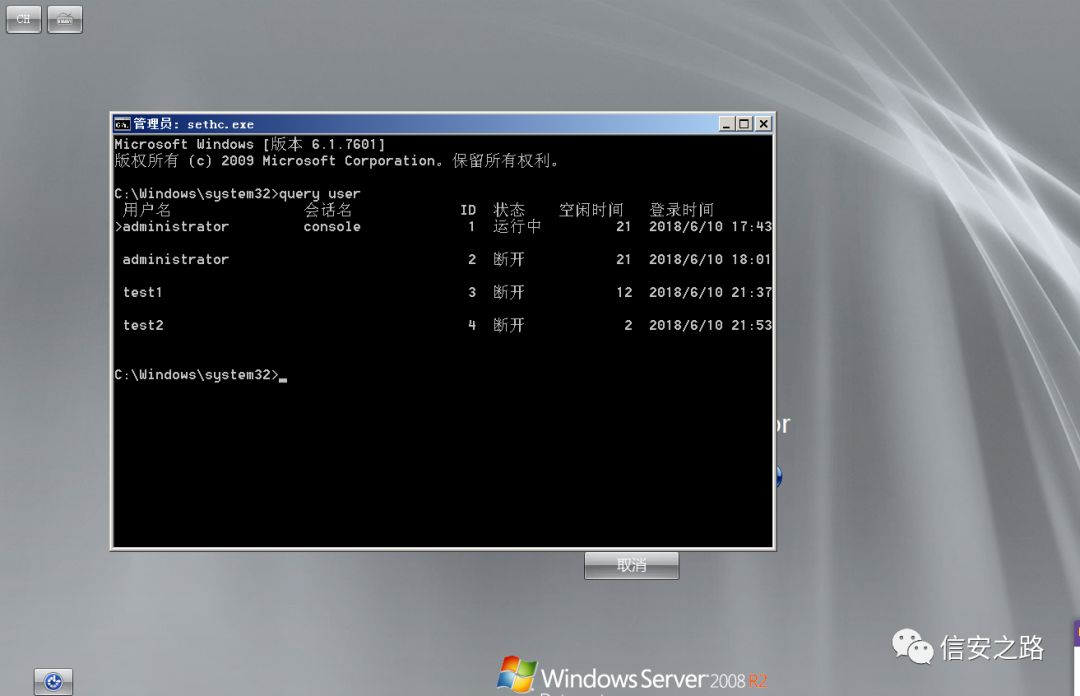 CH
管理员: sethc.exe
Microsoft Windows [版本 6.1.7601]
版权所有 (c) 2009 Microsoft Corporation。保留所有权利。
C:\Windows\system32>query user
用户名 会话名 ID 状态 空闲时间 登录时间
>administrator console 1 运行中 21 2018/6/10 17:43
administrator 2 断开 21 2018/6/10 18:01
test1 3 断开 12 2018/6/10 21:37
test2 4 断开 2 2018/6/10 21:53
C:\Windows\system32>
or
取消
信安之路
Windows Server 2008 R2